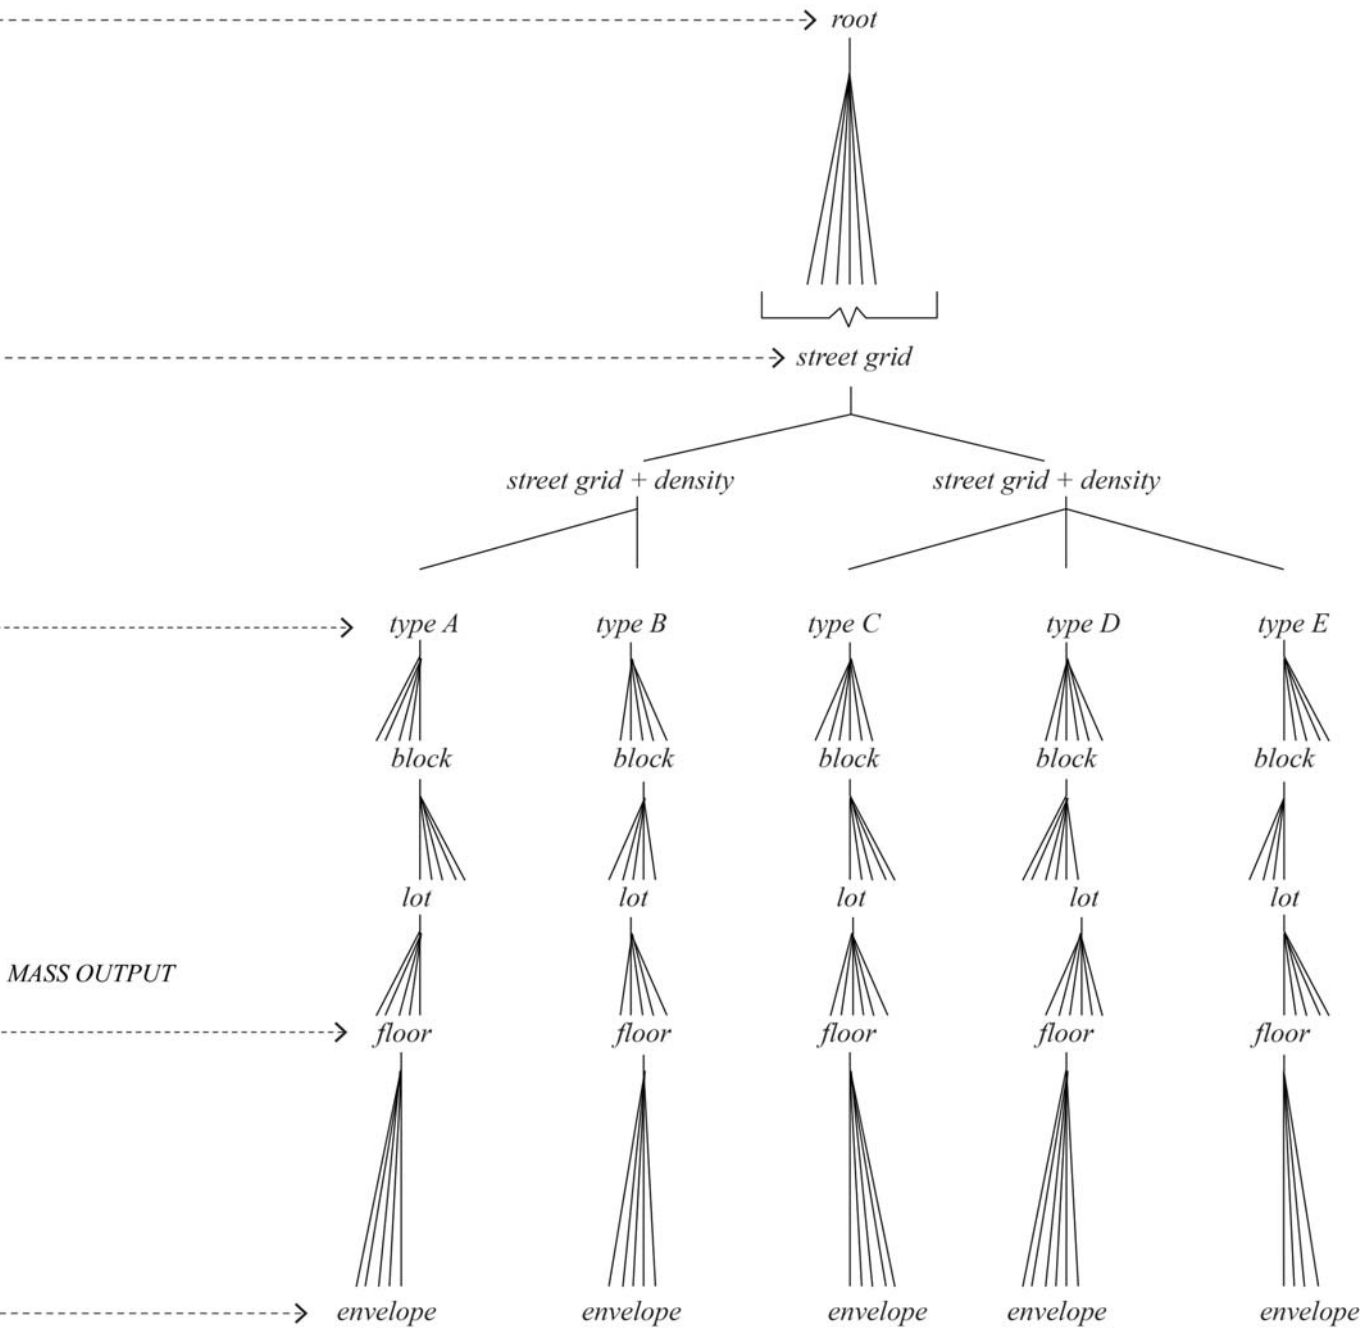 root
street grid
street grid + density street grid + density
type A type B type C type D type E
block block block block block
lot lot lot lot lot
MASS OUTPUT
floor floor floor floor floor
envelope envelope envelope envelope envelope